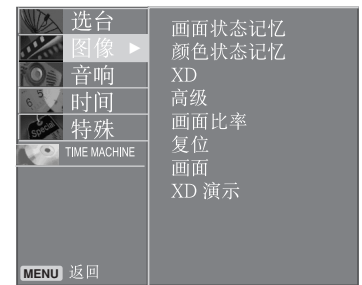 选台
图像
音响
时间
特殊
TIME MACHINE
MENU 返回
画面状态记忆
颜色状态记忆
XD
高级
画面比率
复位
画面
XD 演示